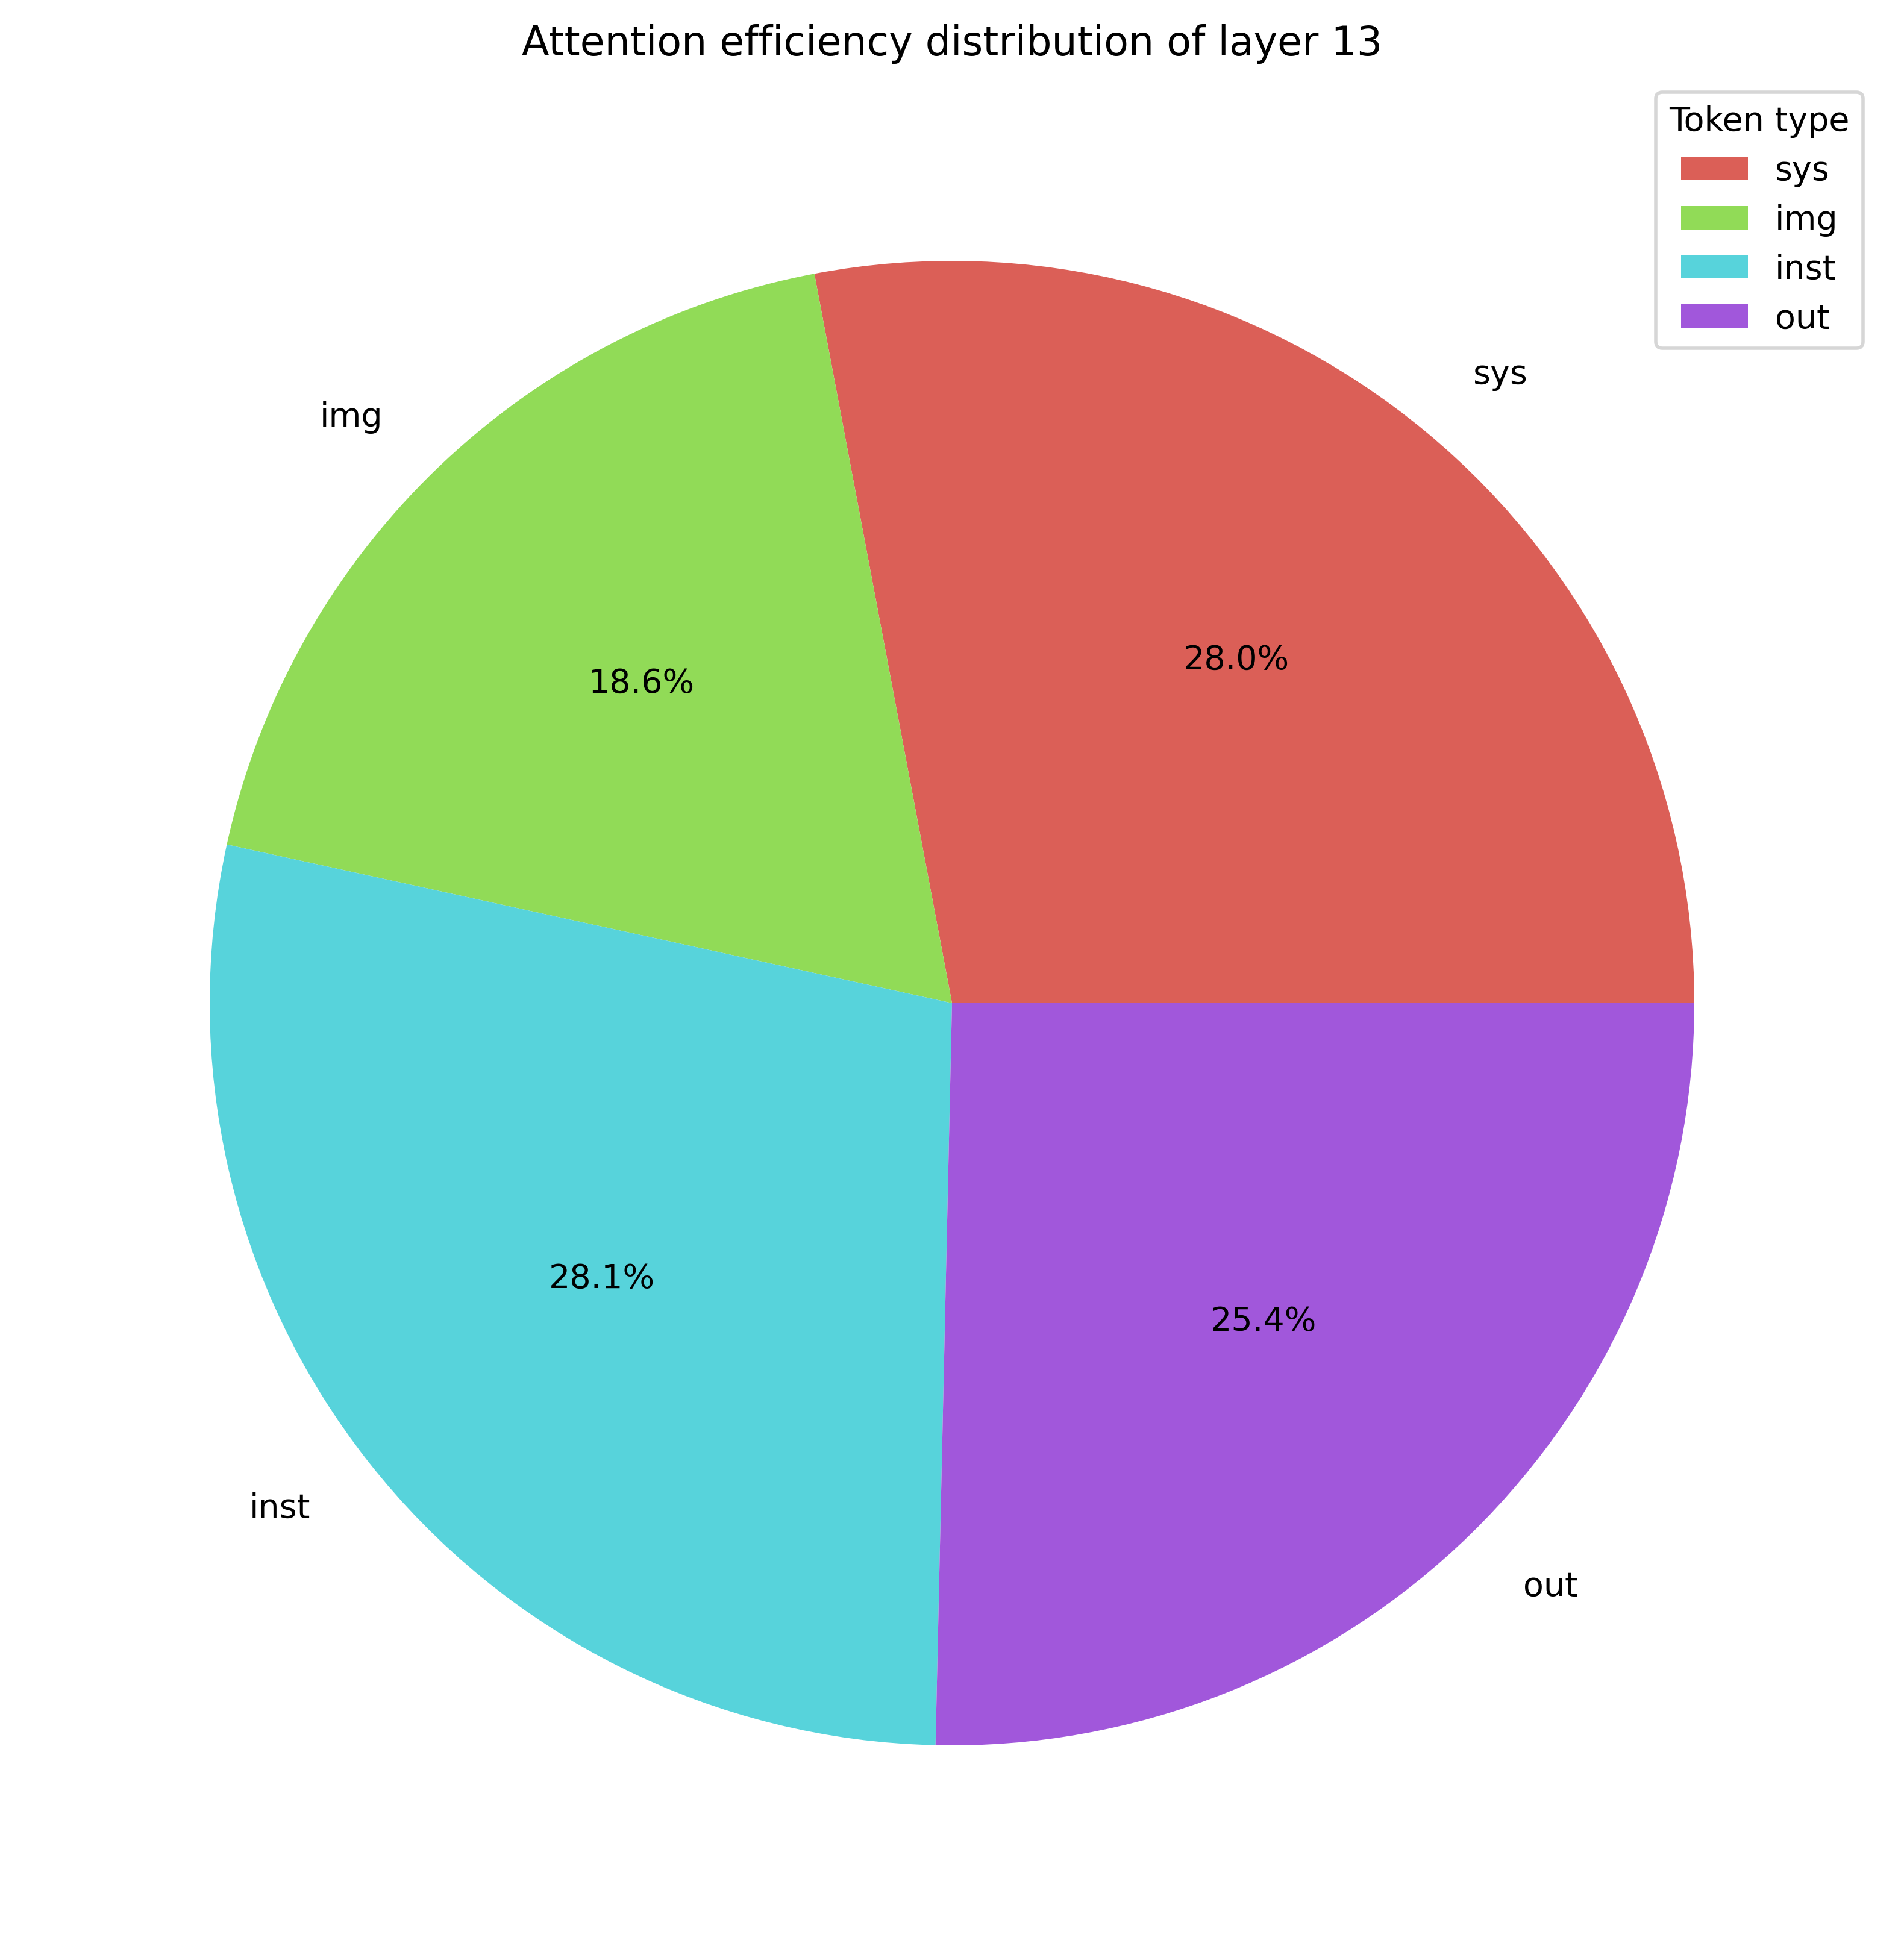 Attention efficiency distribution of layer 13
Token type
sys
img
inst
out
sys
img
28.0%
18.6%
28.1%
25.4%
inst
out